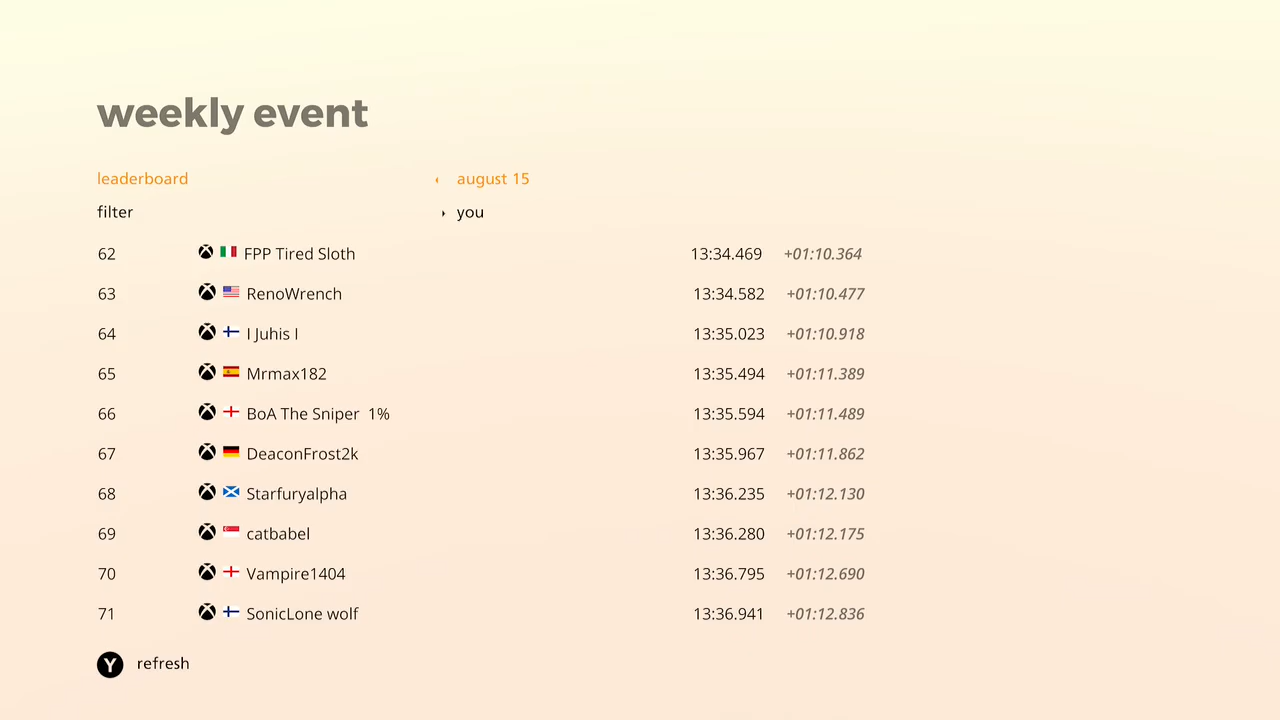 weekly event
leaderboard august 15
filter you
62 FPP Tired Sloth 13:34.469 +01:10.364
63 RenoWrench 13:34.582 +01:10.477
64 I Juhis I 13:35.023 +01:10.918
65 Mrmax182 13:35.494 +01:11.389
66 BoA The Sniper 1% 13:35.594 +01:11.489
67 DeaconFrost2k 13:35.967 +01:11.862
68 Starfuryalpha 13:36.235 +01:12.130
69 catbabel 13:36.280 +01:12.175
70 Vampire1404 13:36.795 +01:12.690
71 SonicLone wolf 13:36.941 +01:12.836
Y refresh